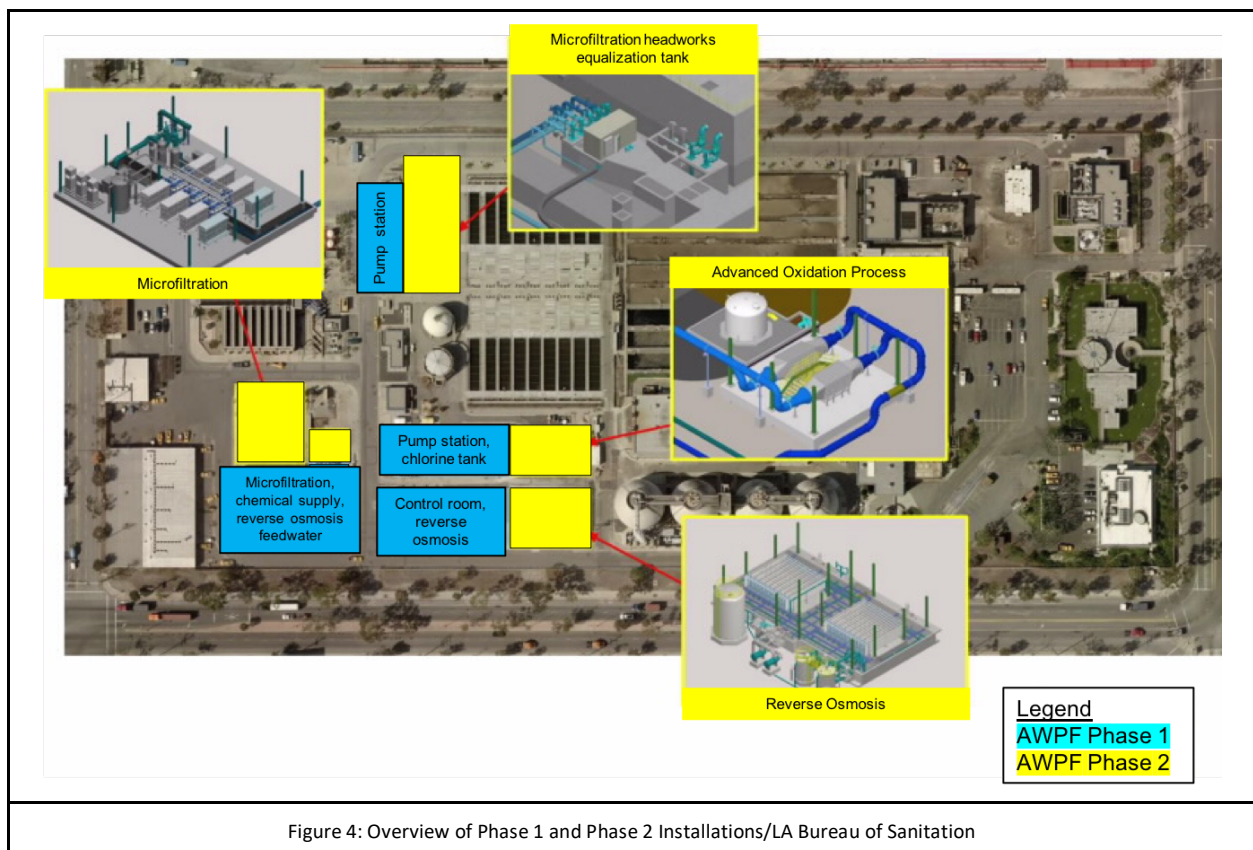 Microfiltration headworks
equalization tank
Microfiltration
Pump station
Advanced Oxidation Process
Pump station,
chlorine tank
Microfiltration,
chemical supply,
reverse osmosis
feedwater
Control room,
reverse
osmosis
Reverse Osmosis
Legend
AWPF Phase 1
AWPF Phase 2
Figure 4: Overview of Phase 1 and Phase 2 Installations/LA Bureau of Sanitation